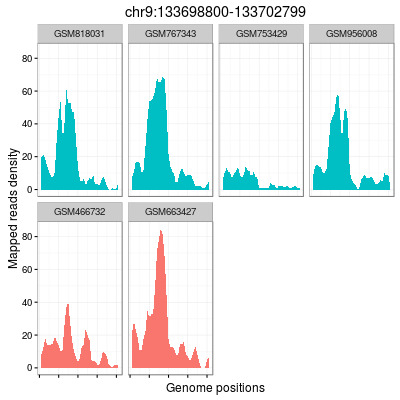 chr9:133698800-133702799
GSM818031 GSM767343 GSM753429 GSM956008
80
60
40
20
0
GSM466732 GSM663427
80
60
40
20
0
Mapped reads density
Genome positions